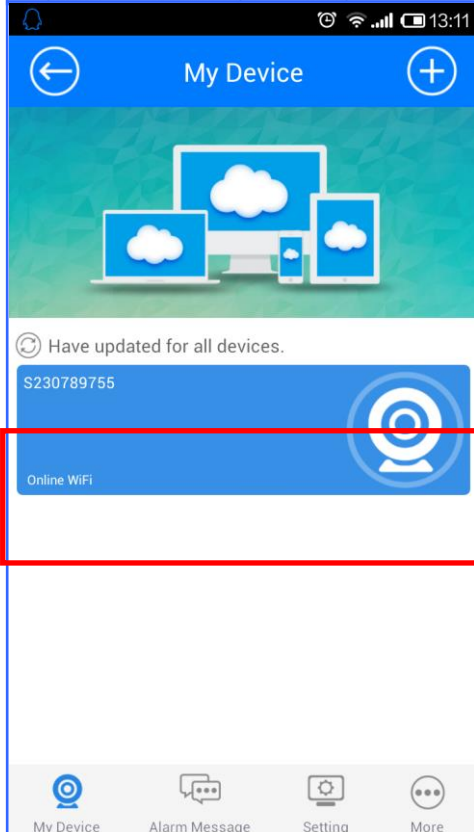 13:11
My Device
Have updated for all devices.
S230789755
Online WiFi
My Device Alarm Message Setting More